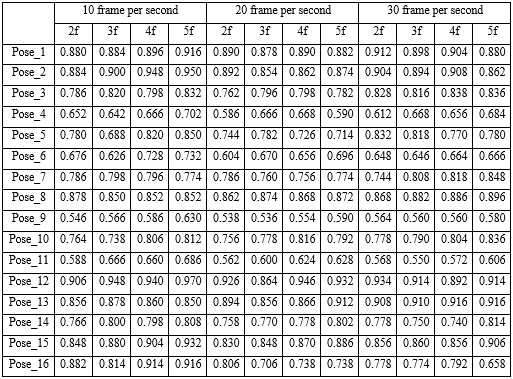 10 frame per second 20 frame per second 30 frame per second
2f 3f 4f 5f 2f 3f 4f 5f 2f 3f 4f 5f
Pose_1 0.880 0.884 0.896 0.916 0.890 0.878 0.890 0.882 0.912 0.898 0.904 0.880
Pose_2 0.884 0.900 0.948 0.950 0.892 0.854 0.862 0.874 0.904 0.894 0.908 0.862
Pose_3 0.786 0.820 0.798 0.832 0.762 0.796 0.798 0.782 0.828 0.816 0.838 0.836
Pose_4 0.652 0.642 0.666 0.702 0.586 0.666 0.668 0.590 0.612 0.668 0.656 0.684
Pose_5 0.780 0.688 0.820 0.850 0.744 0.782 0.726 0.714 0.832 0.818 0.770 0.780
Pose_6 0.676 0.626 0.728 0.732 0.604 0.670 0.656 0.696 0.648 0.646 0.664 0.666
Pose_7 0.786 0.798 0.796 0.774 0.786 0.760 0.756 0.774 0.744 0.808 0.818 0.848
Pose_8 0.878 0.850 0.852 0.852 0.862 0.874 0.868 0.872 0.868 0.882 0.886 0.896
Pose_9 0.546 0.566 0.586 0.630 0.538 0.536 0.554 0.590 0.564 0.560 0.560 0.580
Pose_10 0.764 0.738 0.806 0.812 0.756 0.778 0.816 0.792 0.778 0.790 0.804 0.836
Pose_11 0.588 0.666 0.660 0.686 0.562 0.600 0.624 0.628 0.568 0.550 0.572 0.606
Pose_12 0.906 0.948 0.940 0.970 0.926 0.864 0.946 0.932 0.934 0.914 0.892 0.914
Pose_13 0.856 0.878 0.860 0.850 0.894 0.856 0.866 0.912 0.908 0.910 0.916 0.916
Pose_14 0.766 0.800 0.798 0.808 0.758 0.770 0.778 0.802 0.778 0.750 0.740 0.814
Pose_15 0.848 0.880 0.904 0.932 0.830 0.848 0.870 0.886 0.856 0.860 0.856 0.906
Pose_16 0.882 0.814 0.914 0.916 0.806 0.706 0.738 0.738 0.778 0.774 0.792 0.658